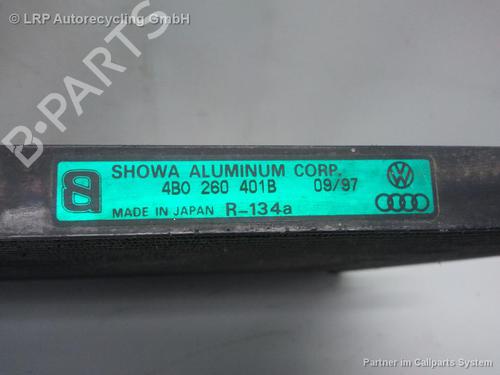 LRP Autorecycling GmbH
SHOWA ALUMINUM CORP.
4B0 260 401B 09/97
MADE IN JAPAN R-134a
Partner im Callparts System